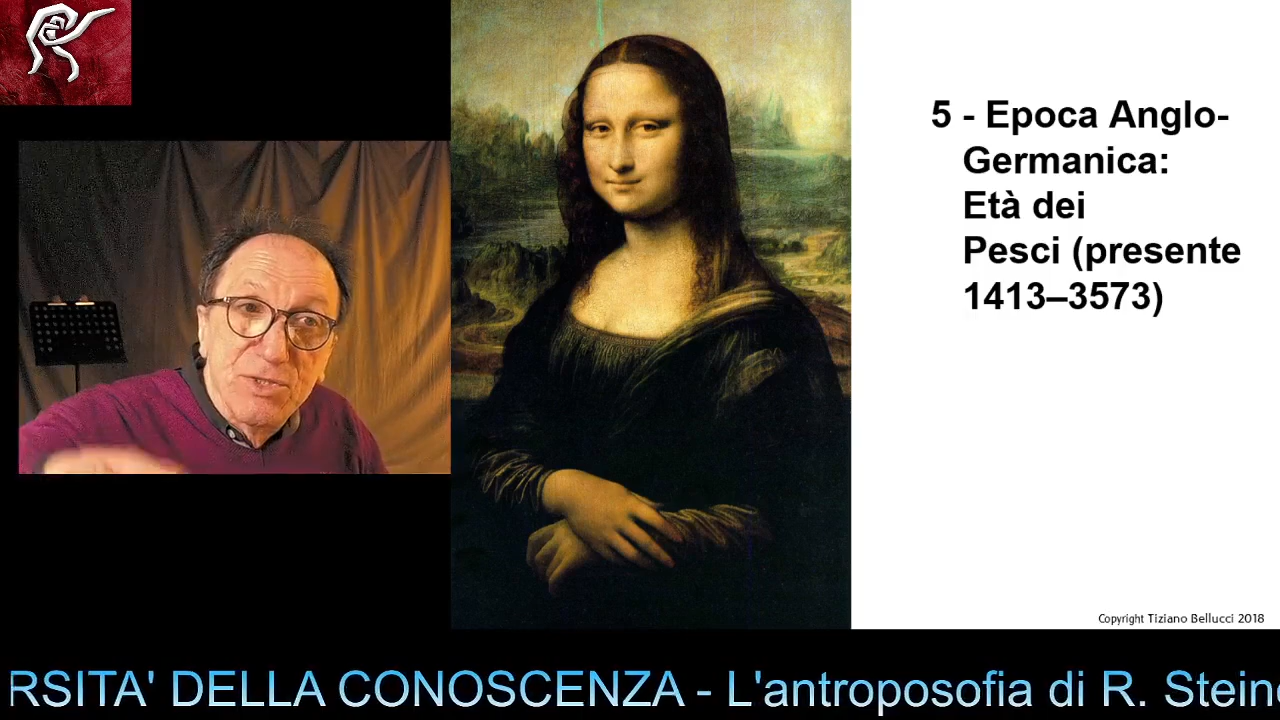 5 - Epoca Anglo-
Germanica:
Età dei
Pesci (presente
1413–3573)
Copyright Tiziano Bellucci 2018
RSITA' DELLA CONOSCENZA - L'antroposofia di R. Stein